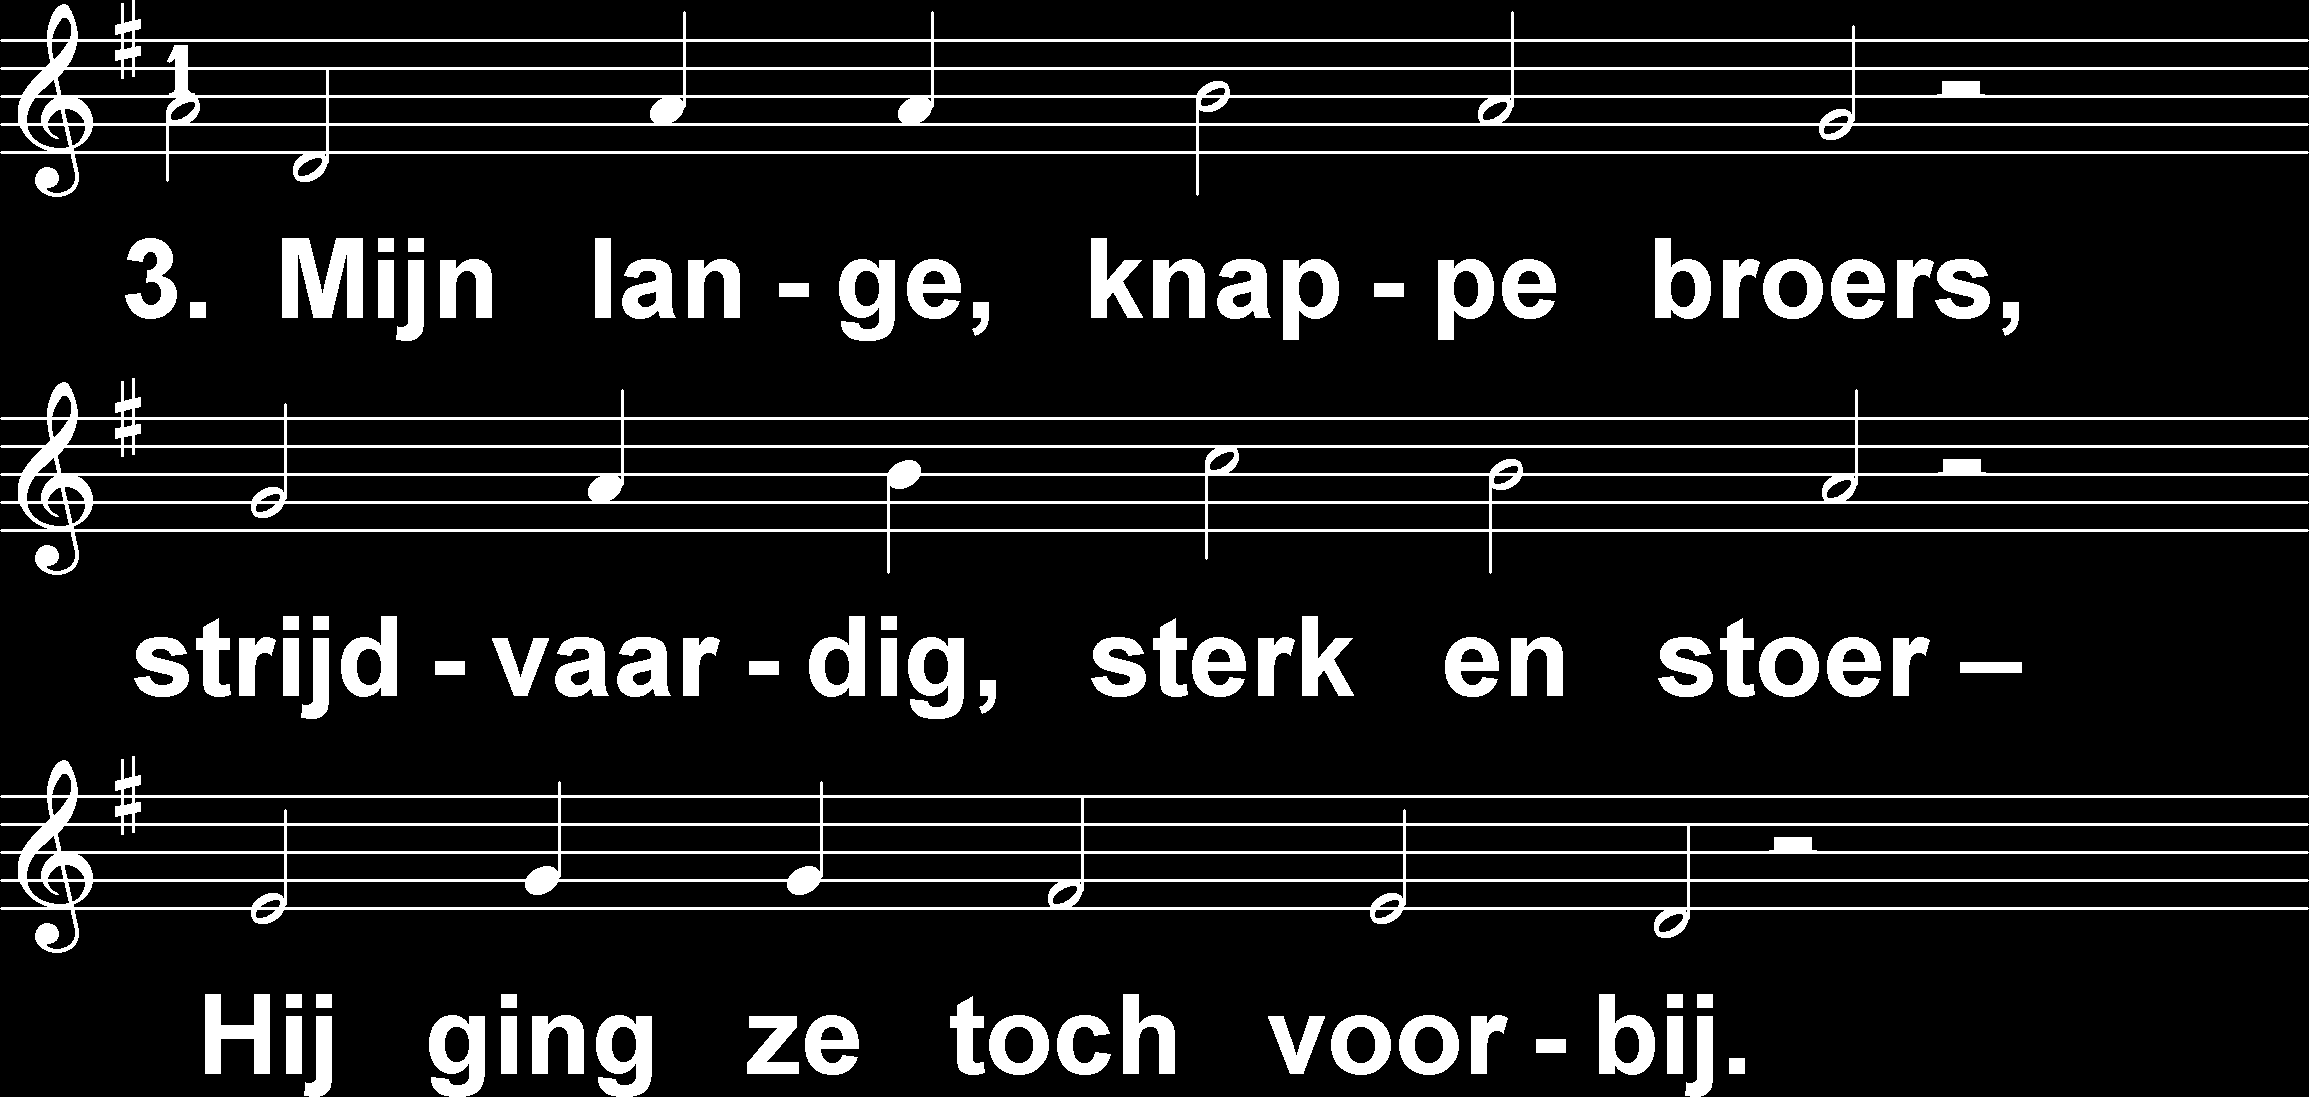 1
3. Mijn lan - ge, knap - pe broers,
strijd - vaar - dig, sterk en stoer –
Hij ging ze toch voor - bij.